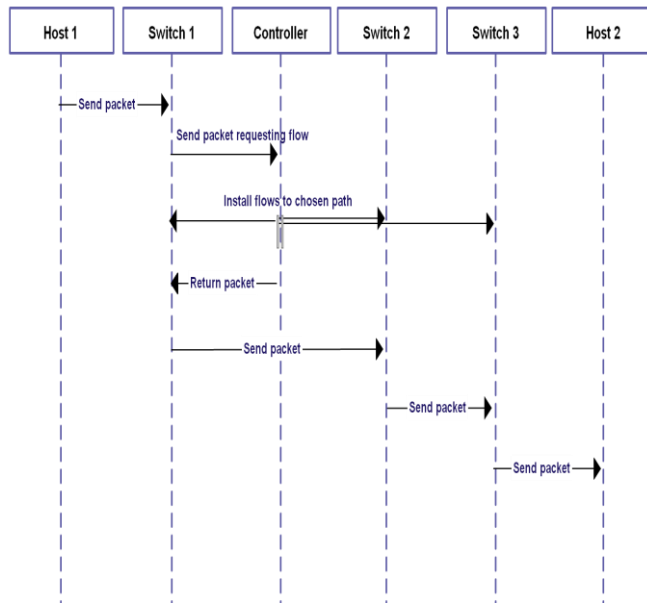 Host 1
Switch 1
Controller
Switch 2
Switch 3
Host 2
Send packet
Send packet requesting flow
Install flows to chosen path
Return packet
Send packet
Send packet
Send packet